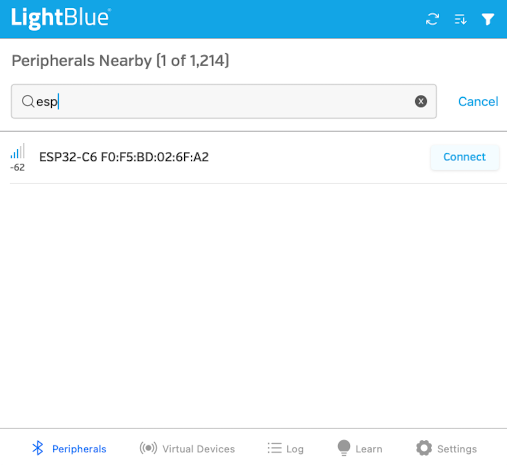 LightBlue®
Peripherals Nearby (1 of 1,214)
esp
Cancel
ESP32-C6 F0:F5:BD:02:6F:A2
-62
Connect
Peripherals
Virtual Devices
Log
Learn
Settings